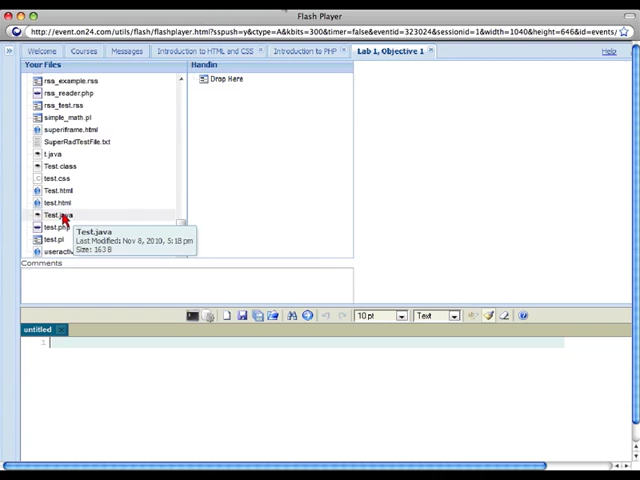 Flash Player
http://event.on24.com/utils/flash/flashplayer.html?sspush=y&ctype=A&kbits=300&timer=false&eventid=323024&sessionid=1&width=1040&height=646&id=events/
Welcome Courses Messages Introduction to HTML and CSS Introduction to PHP Lab 1, Objective 1 Help
Your Files Handin
rss_example.rss Drop Here
rss_reader.php
rss_test.rss
simple_math.pl
superiframe.html
SuperRadTestFile.txt
t.java
Test.class
test.css
Test.html
test.html
Test.java
test.php
Test.java
Last Modified: Nov 8, 2010, 5:18 pm
test.pl
Size: 163 B
useracti
Comments
10 pt Text
untitled
1